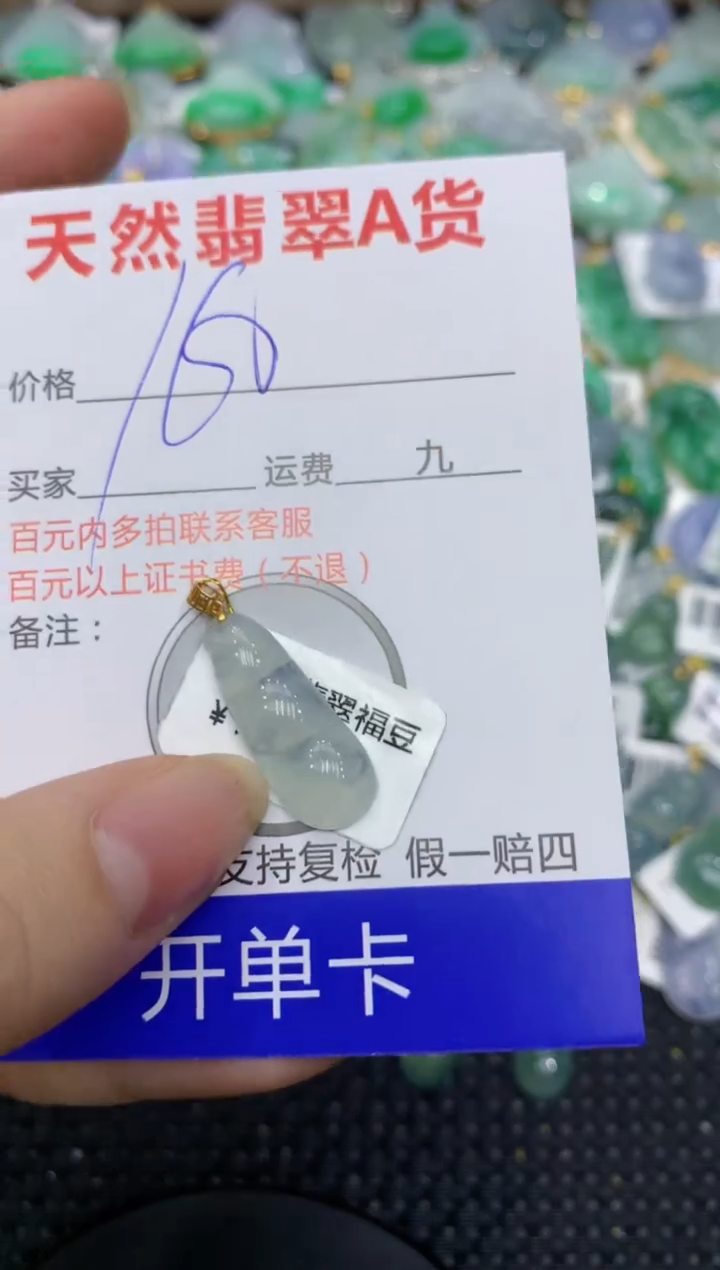 天然翡翠A货
价格
买家 运费 九
百元内多拍联系客服
百元以上证书费（不退）
备注：
翡翠福豆
支持复检 假一赔四
开单卡